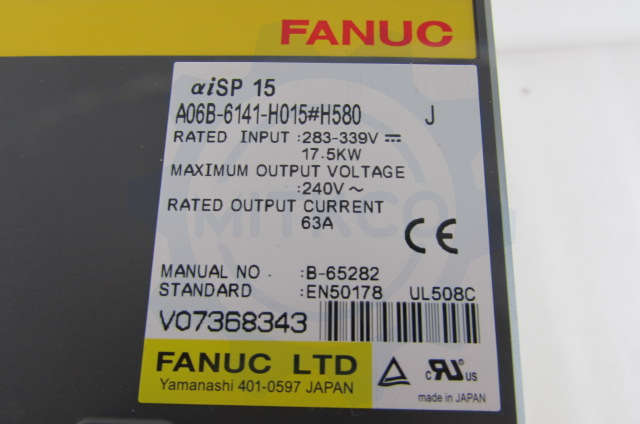 FANUC
αiSP 15
A06B-6141-H015#H580 J
RATED INPUT :283-339V ⎓
17.5KW
MAXIMUM OUTPUT VOLTAGE
:240V～
RATED OUTPUT CURRENT
63A
CE
MANUAL NO. :B-65282
STANDARD :EN50178 UL508C
V07368343
FANUC LTD
Yamanashi 401-0597 JAPAN
c RU us
made in JAPAN